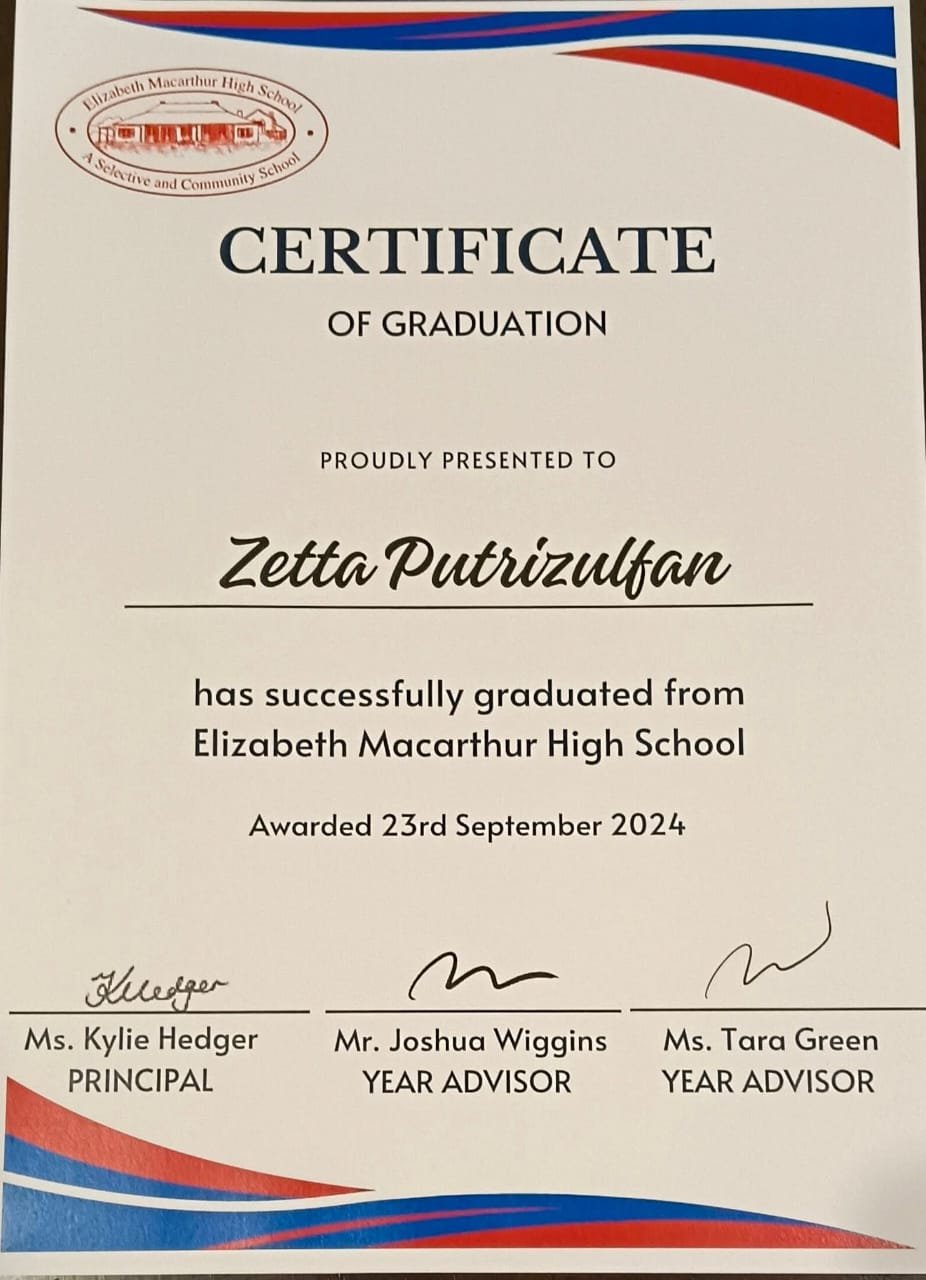 Elizabeth Macarthur High School
A Selective and Community School
CERTIFICATE
OF GRADUATION
PROUDLY PRESENTED TO
Zetta Putrizulfan
has successfully graduated from
Elizabeth Macarthur High School
Awarded 23rd September 2024
KHedger
Ms. Kylie Hedger
PRINCIPAL
Mr. Joshua Wiggins
YEAR ADVISOR
Ms. Tara Green
YEAR ADVISOR